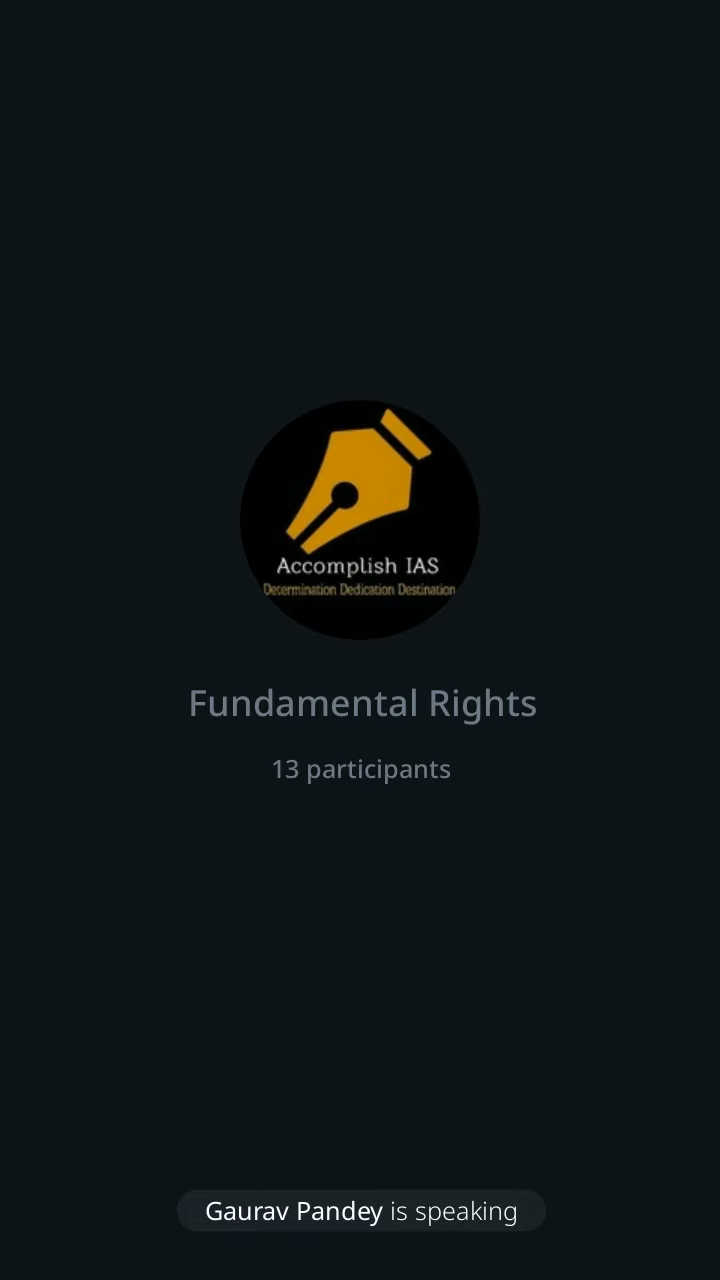 Accomplish IAS
Determination Dedication Destination
Fundamental Rights
13 participants
Gaurav Pandey is speaking